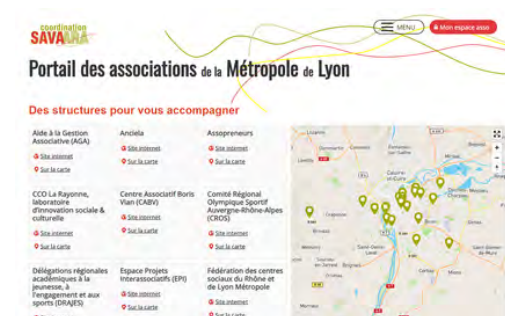 coordination
SAVAARA
MENU
Mon espace asso
Portail des associations de la Métropole de Lyon
Des structures pour vous accompagner
Aide à la Gestion
Associative (AGA)
Site internet
Sur la carte
Anciela
Site internet
Sur la carte
Assopreneurs
Site internet
Sur la carte
CCO La Rayonne,
laboratoire
d'innovation sociale &
culturelle
Site internet
Sur la carte
Centre Associatif Boris
Vian (CABV)
Site internet
Sur la carte
Comité Régional
Olympique Sportif
Auvergne-Rhône-Alpes
(CROS)
Site internet
Sur la carte
Délégations régionales
académiques à la
jeunesse, à
l'engagement et aux
sports (DRAJES)
Espace Projets
Interassociatifs (EPI)
Site internet
Sur la carte
Fédération des centres
sociaux du Rhône et
de Lyon Métropole
Site internet
Sur la carte